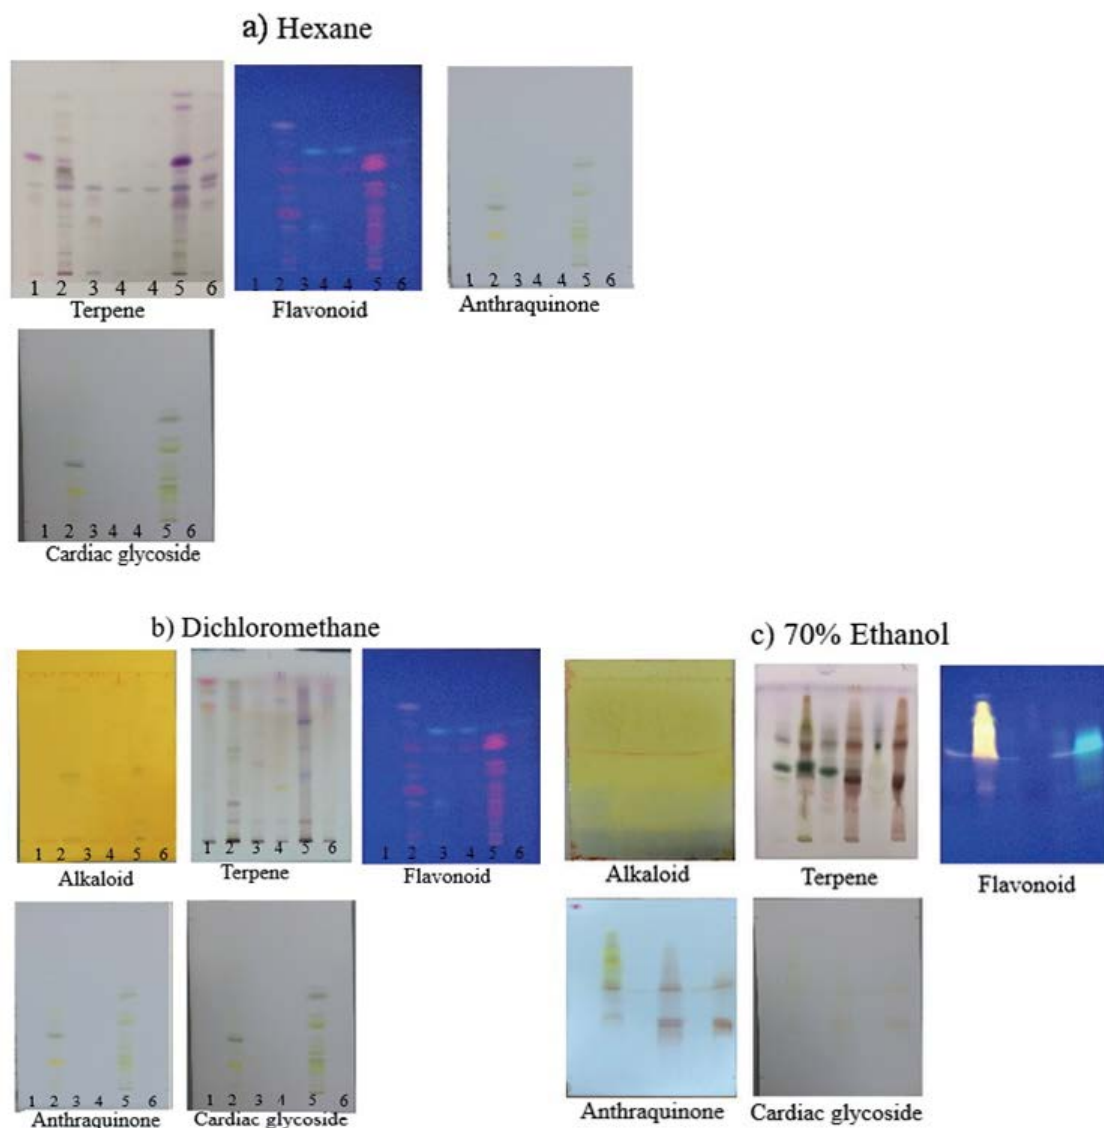 a) Hexane
1 2 3 4 4 5 6
Terpene
1 2 3 4 4 5 6
Flavonoid
1 2 3 4 4 5 6
Anthraquinone
1 2 3 4 4 5 6
Cardiac glycoside
b) Dichloromethane
1 2 3 4 5 6
Alkaloid
1 2 3 4 5 6
Terpene
1 2 3 4 5 6
Flavonoid
1 2 3 4 5 6
Anthraquinone
1 2 3 4 5 6
Cardiac glycoside
c) 70% Ethanol
Alkaloid
Terpene
Flavonoid
Anthraquinone
Cardiac glycoside